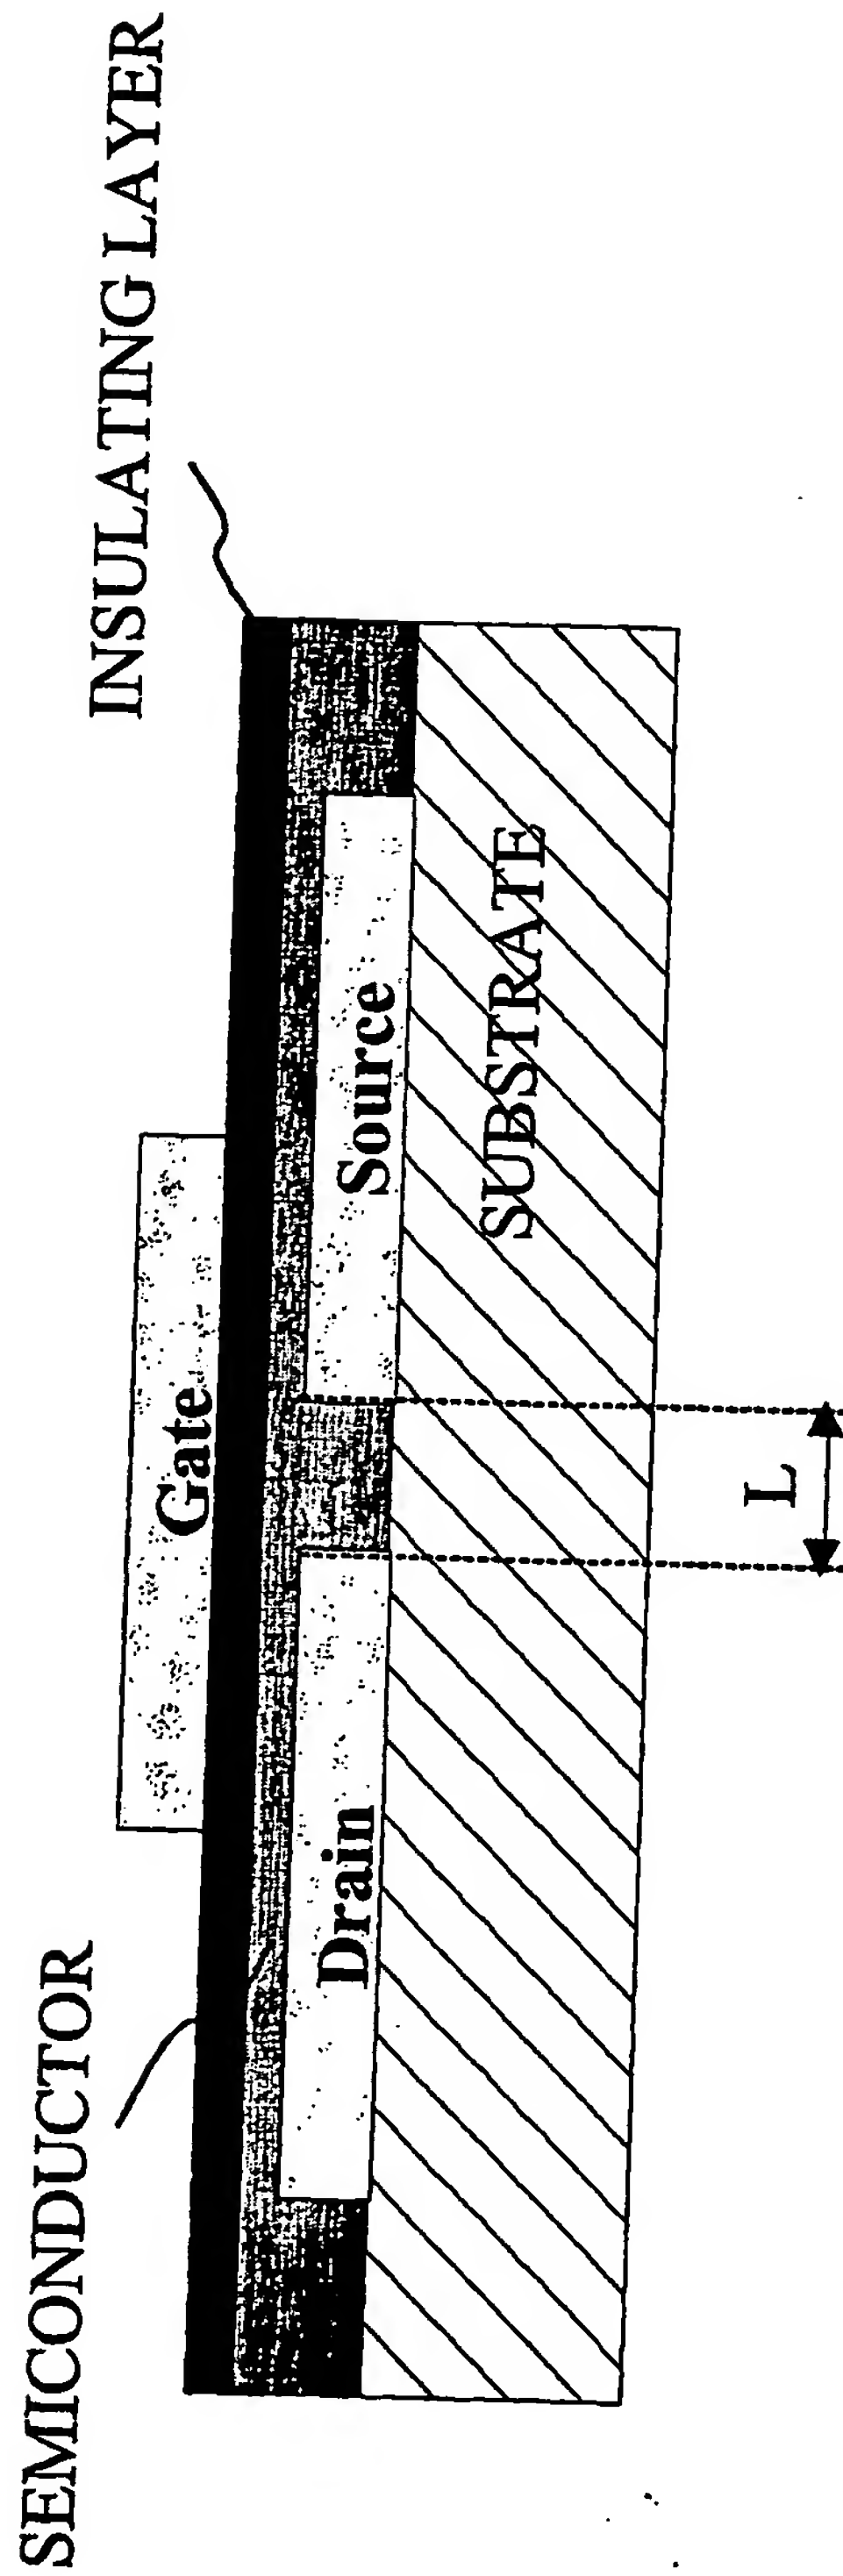 SEMICONDUCTOR
INSULATING LAYER
Gate
Drain
Source
SUBSTRATE
L